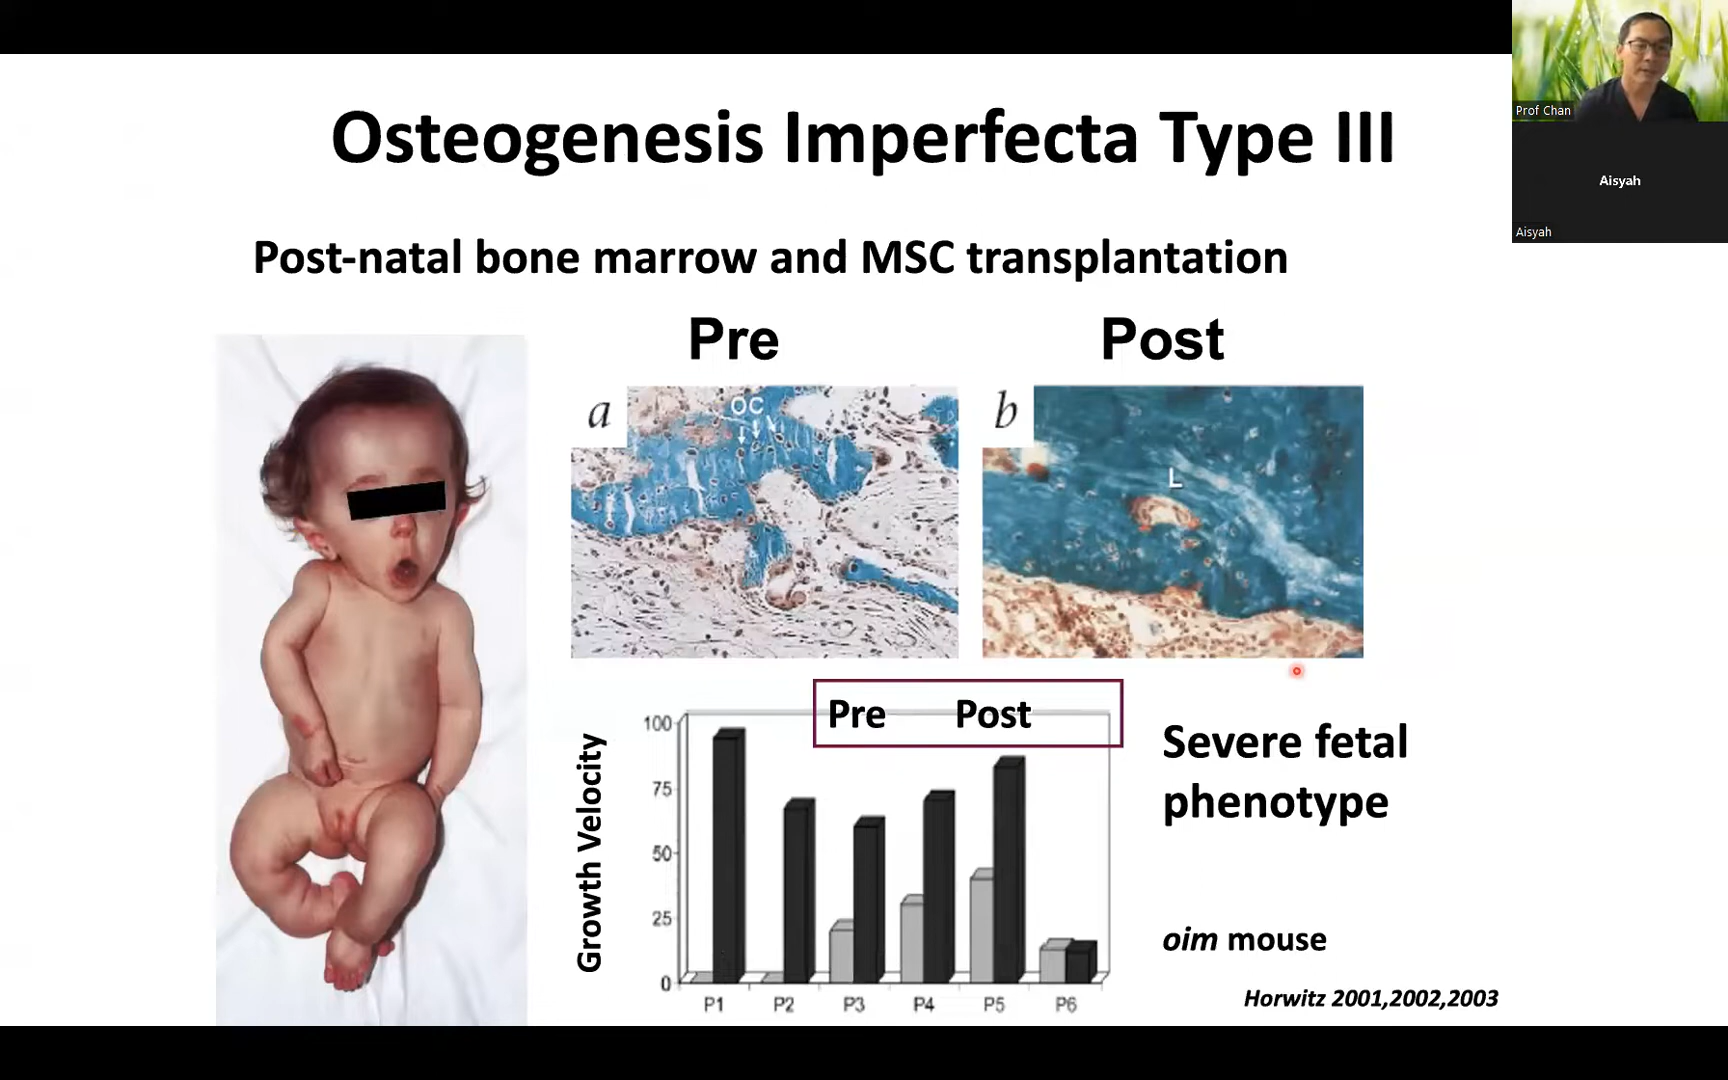 Osteogenesis Imperfecta Type III
Post-natal bone marrow and MSC transplantation
Pre
Post
a
OC
b
L
Pre Post
Growth Velocity
100
75
50
25
0
P1 P2 P3 P4 P5 P6
Severe fetal
phenotype
oim mouse
Horwitz 2001,2002,2003
Prof Chan
Aisyah
Aisyah